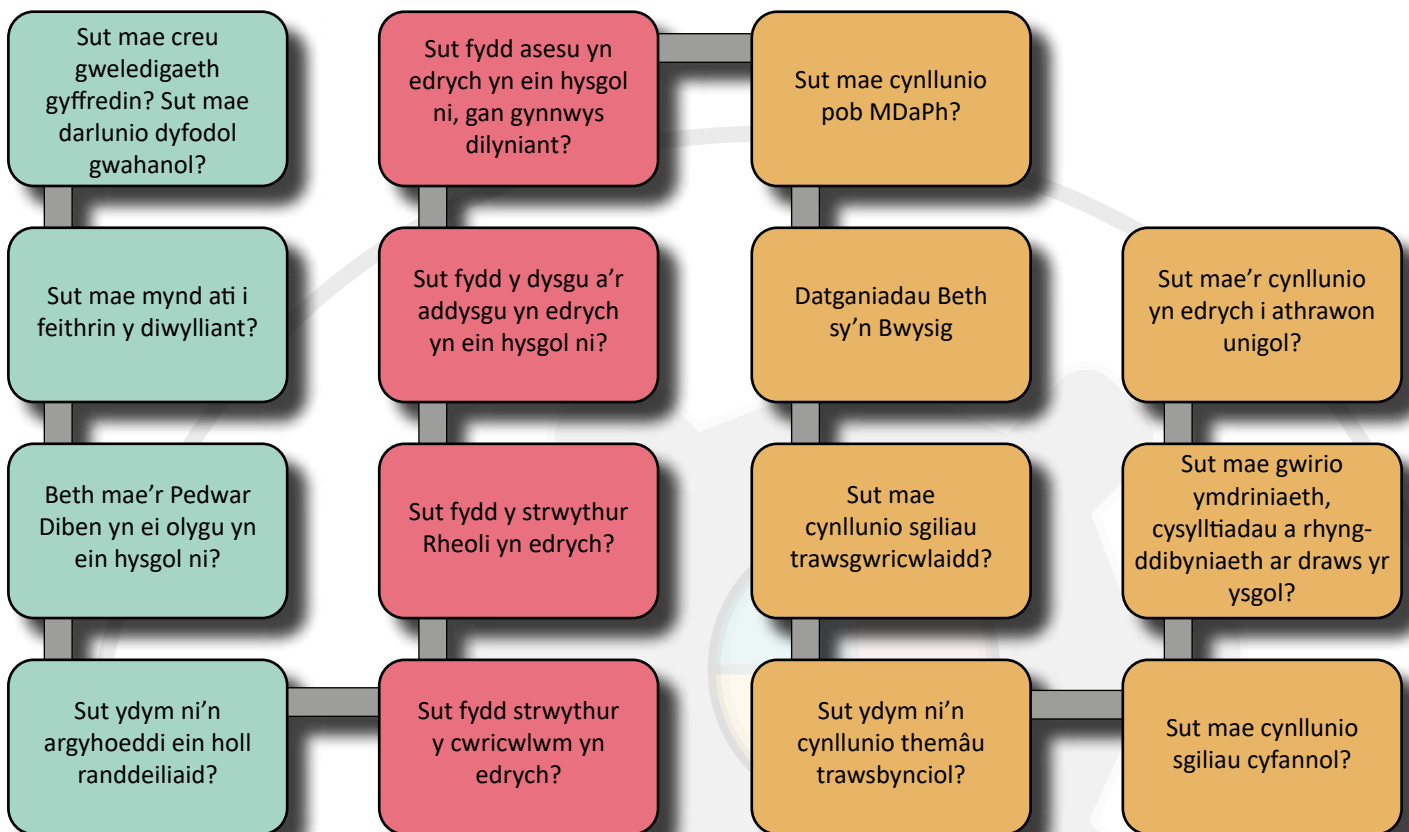 Sut mae creu
gweledigaeth
gyffredin? Sut mae
darlunio dyfodol
gwahanol?
Sut mae mynd ati i
feithrin y diwylliant?
Beth mae'r Pedwar
Diben yn ei olygu yn
ein hysgol ni?
Sut ydym ni'n
argyhoeddi ein holl
randdeiliaid?
Sut fydd strwythur
y cwricwlwm yn
edrych?
Sut fydd y strwythur
Rheoli yn edrych?
Sut fydd y dysgu a'r
addysgu yn edrych
yn ein hysgol ni?
Sut fydd asesu yn
edrych yn ein hysgol
ni, gan gynnwys
dilyniant?
Sut mae cynllunio
pob MDaPh?
Datganiadau Beth
sy'n Bwysig
Sut mae
cynllunio sgiliau
trawsgwricwlaidd?
Sut ydym ni'n
cynllunio themâu
trawsbynciol?
Sut mae cynllunio
sgiliau cyfannol?
Sut mae gwirio
ymdriniaeth,
cysylltiadau a rhyng-
ddibyniaeth ar draws yr
ysgol?
Sut mae'r cynllunio
yn edrych i athrawon
unigol?